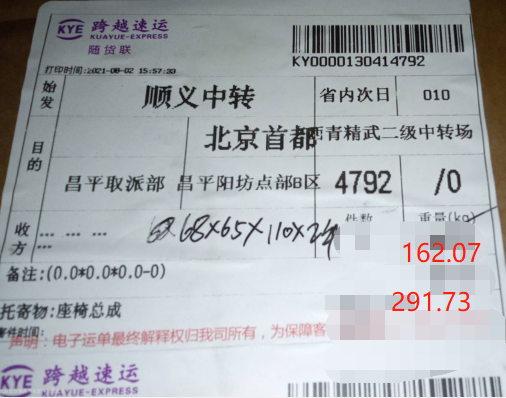 KYE 跨越速运
KUAYUE-EXPRESS
随货联
KY0000130414792
打印时间:2021-08-02 15:57:33
始发 顺义中转 省内次日 010
目的 北京首都 西青精武二级中转场
昌平取派部 昌平阳坊点部B区 4792 /0
件数 重量(kg)
收方 ... ... ...
... ...
68×65×110×2件
162.07
备注:(0.0*0.0*0.0-0)
291.73
托寄物:座椅总成
寄件时间:
声明:电子运单最终解释权归我司所有,为保障客
KYE 跨越速运
KUAYUE-EXPRESS